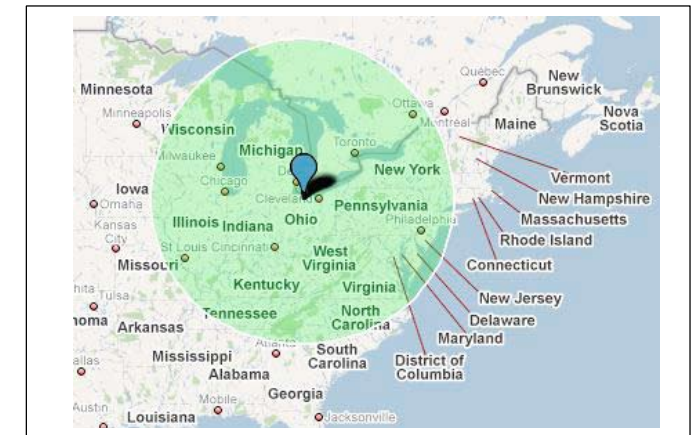 Québec
New
Brunswick
Minnesota
Ottawa
Minneapolis
Montréal
Maine
Nova
Scotia
Wisconsin
Toronto
Michigan
Milwaukee
New York
Vermont
Chicago
Iowa
Cleveland
Pennsylvania
New Hampshire
Omaha
Ohio
Massachusetts
Illinois Indiana
Philadelphia
Kansas
City
Rhode Island
St Louis Cincinnati
West
Virginia
Missouri
Connecticut
Kentucky
Virginia
New Jersey
Tulsa
Tennessee
North
Carolina
Delaware
Arkansas
Maryland
Atlanta
South
Carolina
Mississippi
District of
Columbia
Alabama
Georgia
Austin
Mobile
Louisiana
Jacksonville